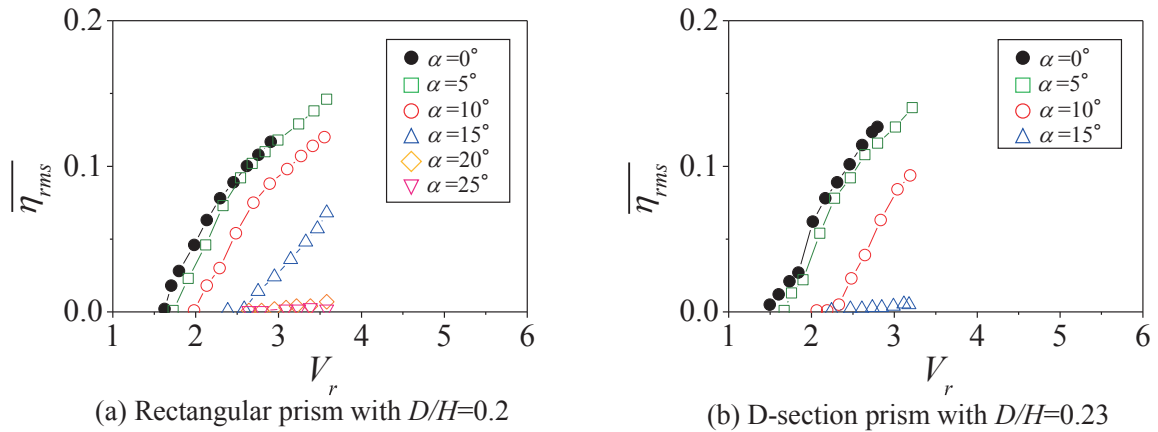 0.2
0.1
0.0
η_rms
1 2 3 4 5 6
V_r
α=0°
α=5°
α=10°
α=15°
α=20°
α=25°
(a) Rectangular prism with D/H=0.2
0.2
0.1
0.0
η_rms
1 2 3 4 5 6
V_r
α=0°
α=5°
α=10°
α=15°
(b) D-section prism with D/H=0.23